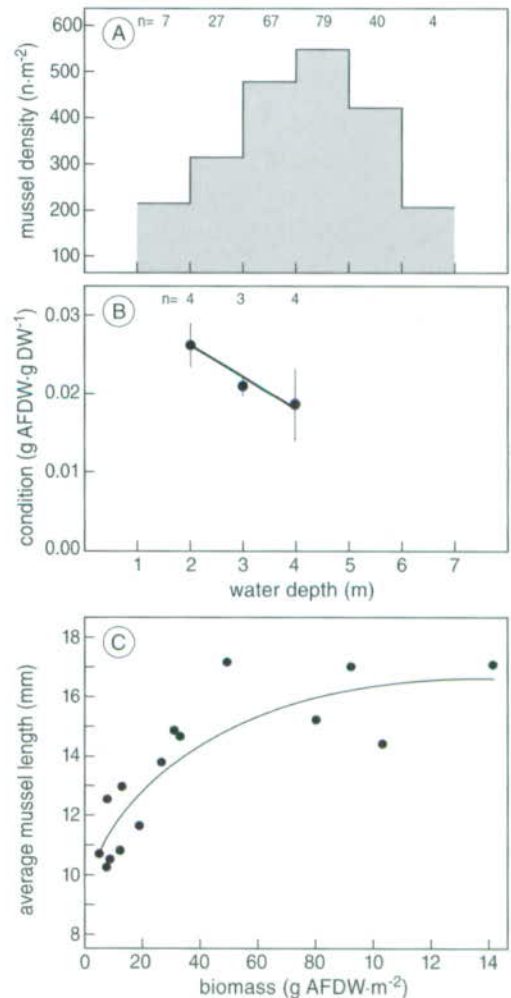 A
n= 7 27 67 79 40 4
600
500
400
300
200
100
mussel density (n·m-2)
B
n= 4 3 4
0.03
0.02
0.01
0.00
condition (g AFDW·g DW-1)
1 2 3 4 5 6 7
water depth (m)
C
18
16
14
12
10
8
average mussel length (mm)
0 20 40 60 80 10 12 14
biomass (g AFDW·m-2)